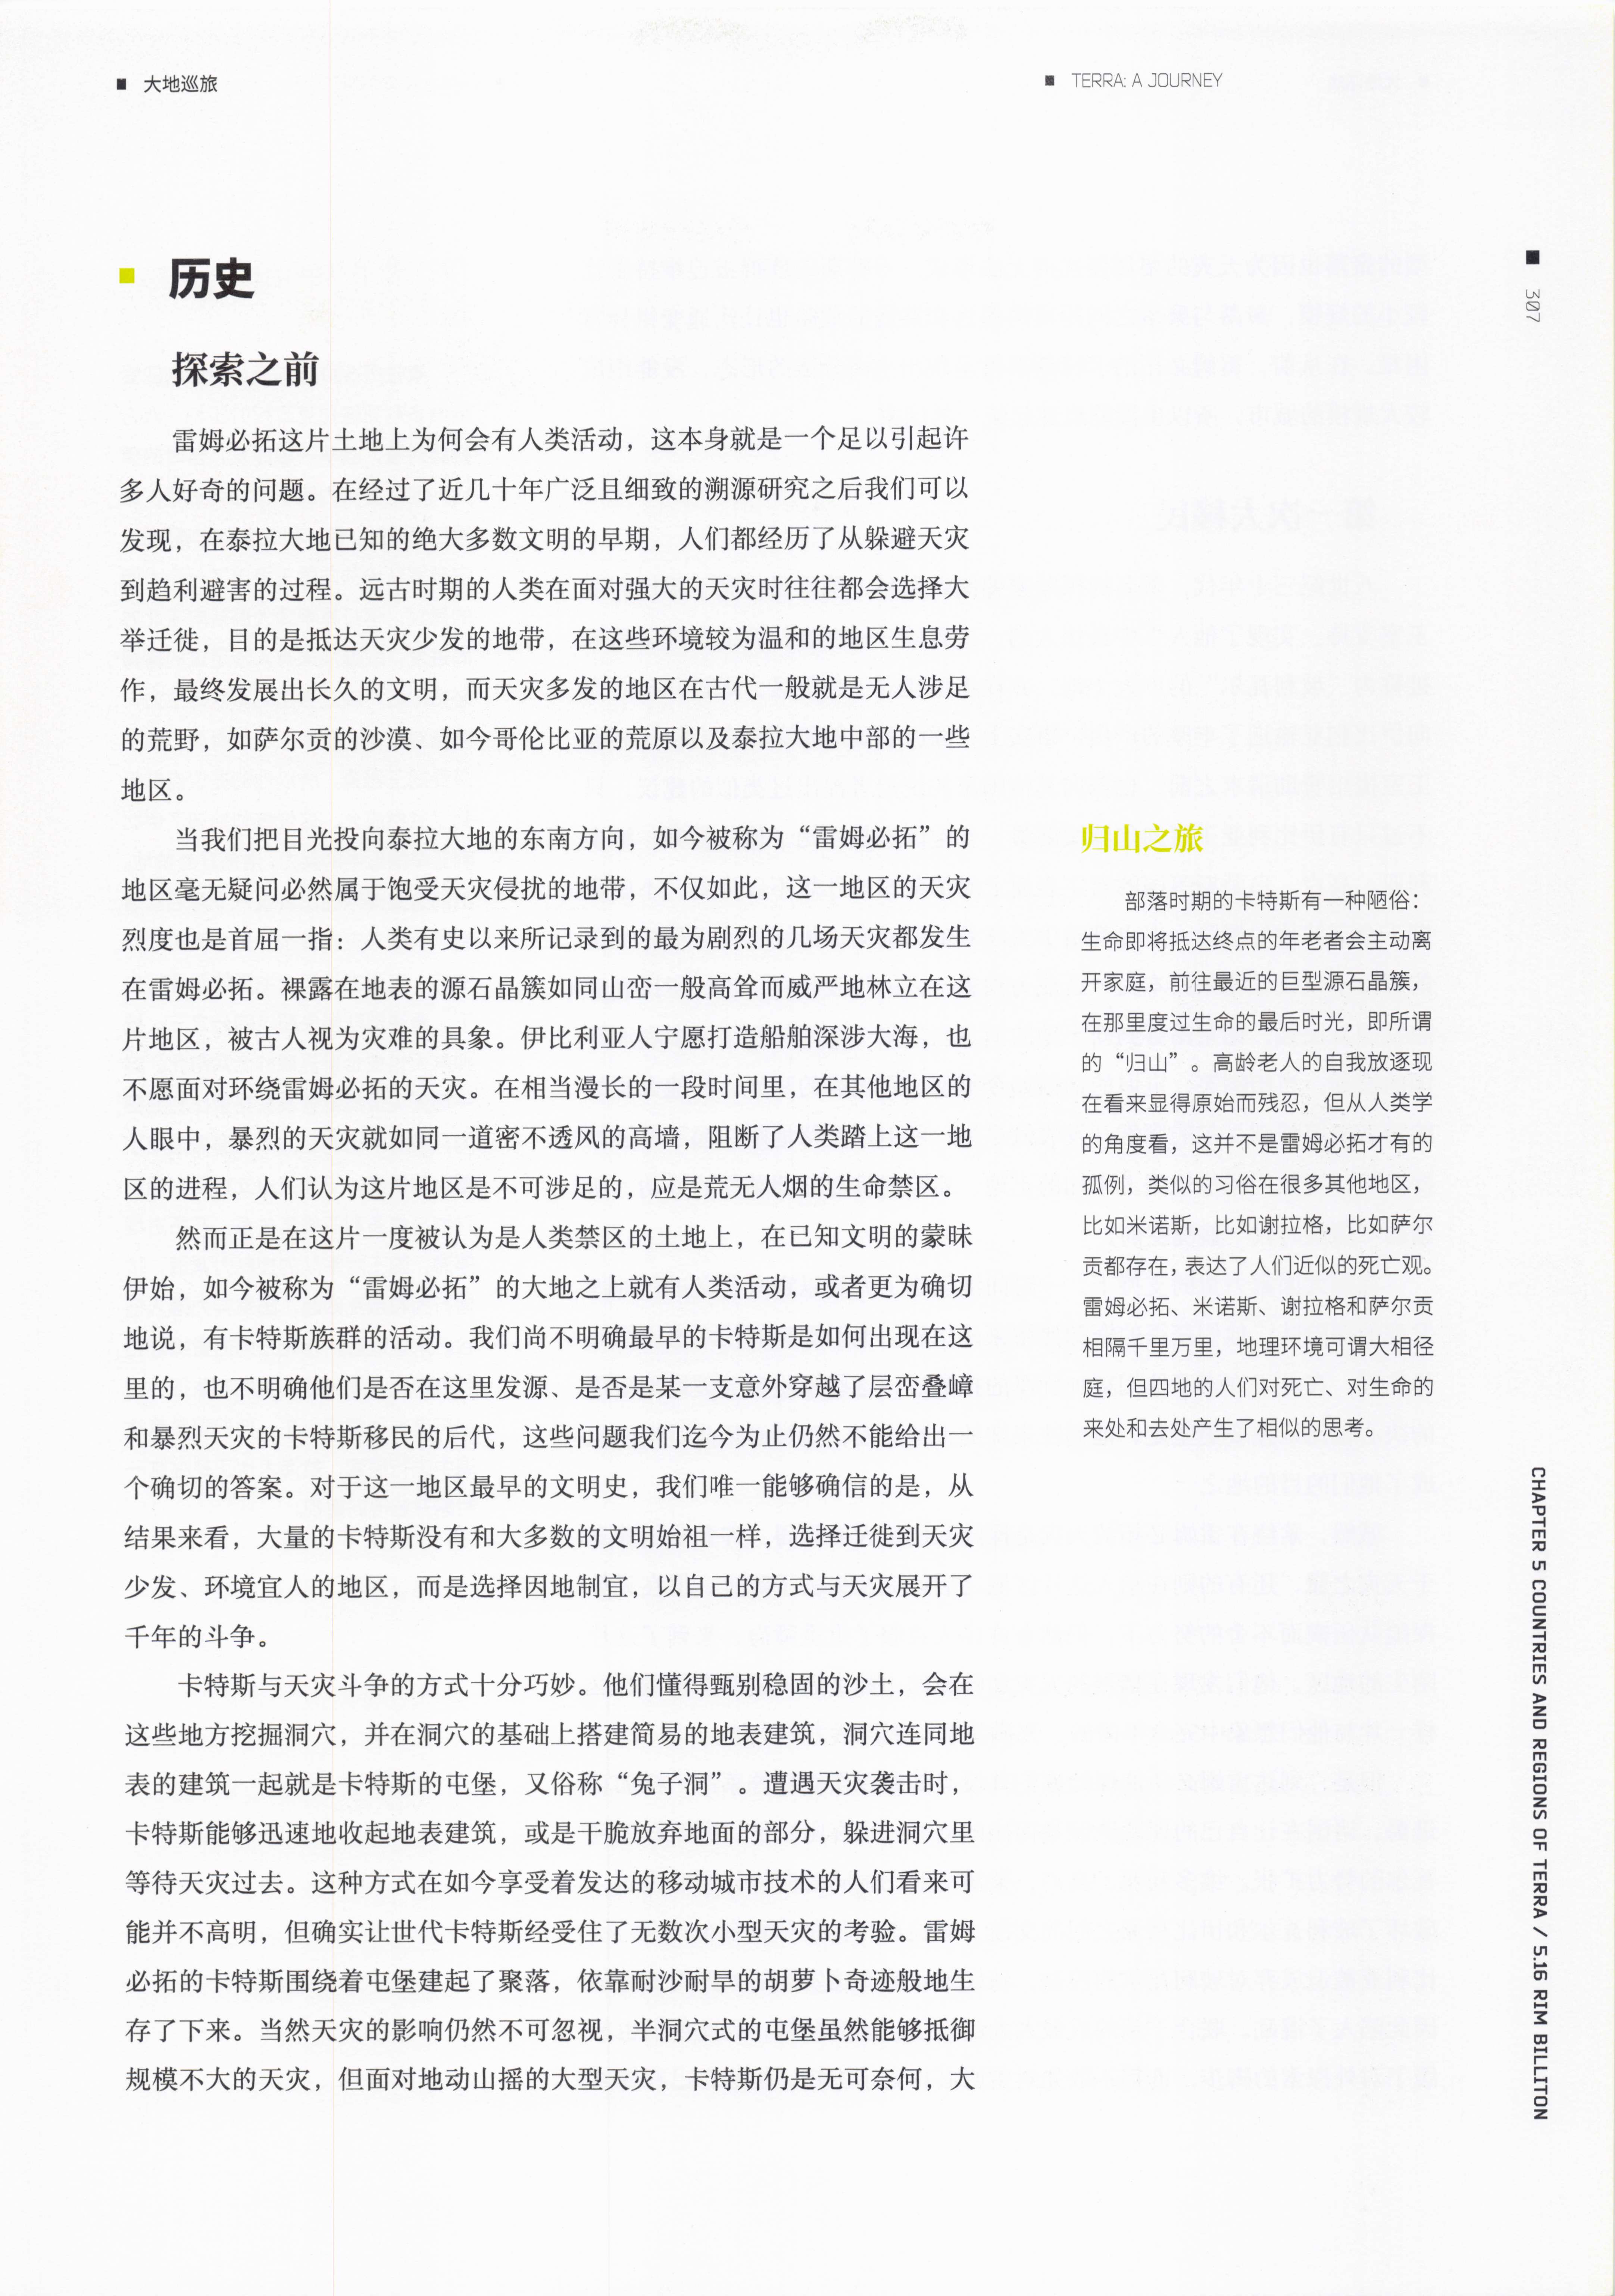 ■ 大地巡旅
■ TERRA: A JOURNEY
■ 历史
探索之前
雷姆必拓这片土地上为何会有人类活动，这本身就是一个足以引起许
多人好奇的问题。在经过了近几十年广泛且细致的溯源研究之后我们可以
发现，在泰拉大地已知的绝大多数文明的早期，人们都经历了从躲避天灾
到趋利避害的过程。远古时期的人类在面对强大的天灾时往往都会选择大
举迁徙，目的是抵达天灾少发的地带，在这些环境较为温和的地区生息劳
作，最终发展出长久的文明，而天灾多发的地区在古代一般就是无人涉足
的荒野，如萨尔贡的沙漠、如今哥伦比亚的荒原以及泰拉大地中部的一些
地区。
当我们把目光投向泰拉大地的东南方向，如今被称为“雷姆必拓”的
地区毫无疑问必然属于饱受天灾侵扰的地带，不仅如此，这一地区的天灾
烈度也是首屈一指：人类有史以来所记录到的最为剧烈的几场天灾都发生
在雷姆必拓。裸露在地表的源石晶簇如同山峦一般高耸而威严地林立在这
片地区，被古人视为灾难的具象。伊比利亚人宁愿打造船舶深涉大海，也
不愿面对环绕雷姆必拓的天灾。在相当漫长的一段时间里，在其他地区的
人眼中，暴烈的天灾就如同一道密不透风的高墙，阻断了人类踏上这一地
区的进程，人们认为这片地区是不可涉足的，应是荒无人烟的生命禁区。
然而正是在这片一度被认为是人类禁区的土地上，在已知文明的蒙昧
伊始，如今被称为“雷姆必拓”的大地之上就有人类活动，或者更为确切
地说，有卡特斯族群的活动。我们尚不明确最早的卡特斯是如何出现在这
里的，也不明确他们是否在这里发源、是否是某一支意外穿越了层峦叠嶂
和暴烈天灾的卡特斯移民的后代，这些问题我们迄今为止仍然不能给出一
个确切的答案。对于这一地区最早的文明史，我们唯一能够确信的是，从
结果来看，大量的卡特斯没有和大多数的文明始祖一样，选择迁徙到天灾
少发、环境宜人的地区，而是选择因地制宜，以自己的方式与天灾展开了
千年的斗争。
卡特斯与天灾斗争的方式十分巧妙。他们懂得甄别稳固的沙土，会在
这些地方挖掘洞穴，并在洞穴的基础上搭建简易的地表建筑，洞穴连同地
表的建筑一起就是卡特斯的屯堡，又俗称“兔子洞”。遭遇天灾袭击时，
卡特斯能够迅速地收起地表建筑，或是干脆放弃地面的部分，躲进洞穴里
等待天灾过去。这种方式在如今享受着发达的移动城市技术的人们看来可
能并不高明，但确实让世代卡特斯经受住了无数次小型天灾的考验。雷姆
必拓的卡特斯围绕着屯堡建起了聚落，依靠耐沙耐旱的胡萝卜奇迹般地生
存了下来。当然天灾的影响仍然不可忽视，半洞穴式的屯堡虽然能够抵御
规模不大的天灾，但面对地动山摇的大型天灾，卡特斯仍是无可奈何，大
归山之旅
部落时期的卡特斯有一种陋俗：
生命即将抵达终点的年老者会主动离
开家庭，前往最近的巨型源石晶簇，
在那里度过生命的最后时光，即所谓
的“归山”。高龄老人的自我放逐现
在看来显得原始而残忍，但从人类学
的角度看，这并不是雷姆必拓才有的
孤例，类似的习俗在很多其他地区，
比如米诺斯，比如谢拉格，比如萨尔
贡都存在，表达了人们近似的死亡观。
雷姆必拓、米诺斯、谢拉格和萨尔贡
相隔千里万里，地理环境可谓大相径
庭，但四地的人们对死亡、对生命的
来处和去处产生了相似的思考。
■ 307
CHAPTER 5 COUNTRIES AND REGIONS OF TERRA / 5.16 RIM BILLITON